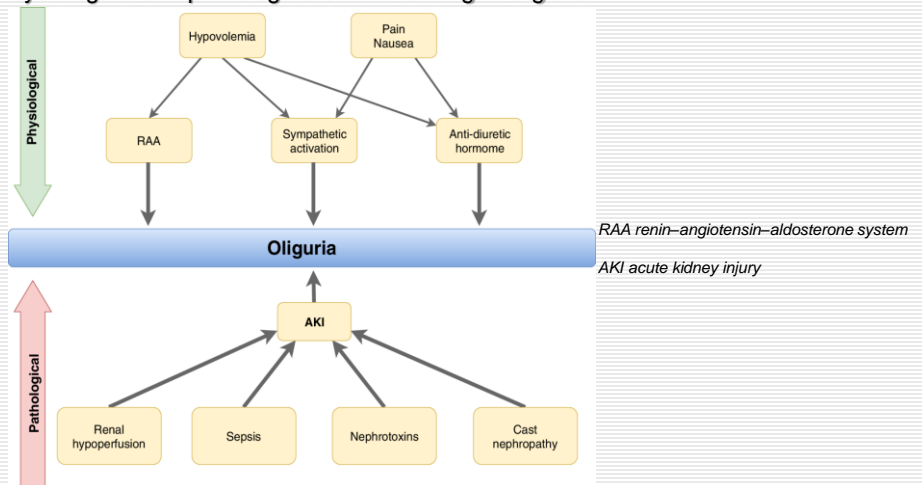 Physiological
Hypovolemia
Pain
Nausea
RAA
Sympathetic
activation
Anti-diuretic
hormome
Oliguria
RAA renin–angiotensin–aldosterone system
AKI acute kidney injury
Pathological
AKI
Renal
hypoperfusion
Sepsis
Nephrotoxins
Cast
nephropathy